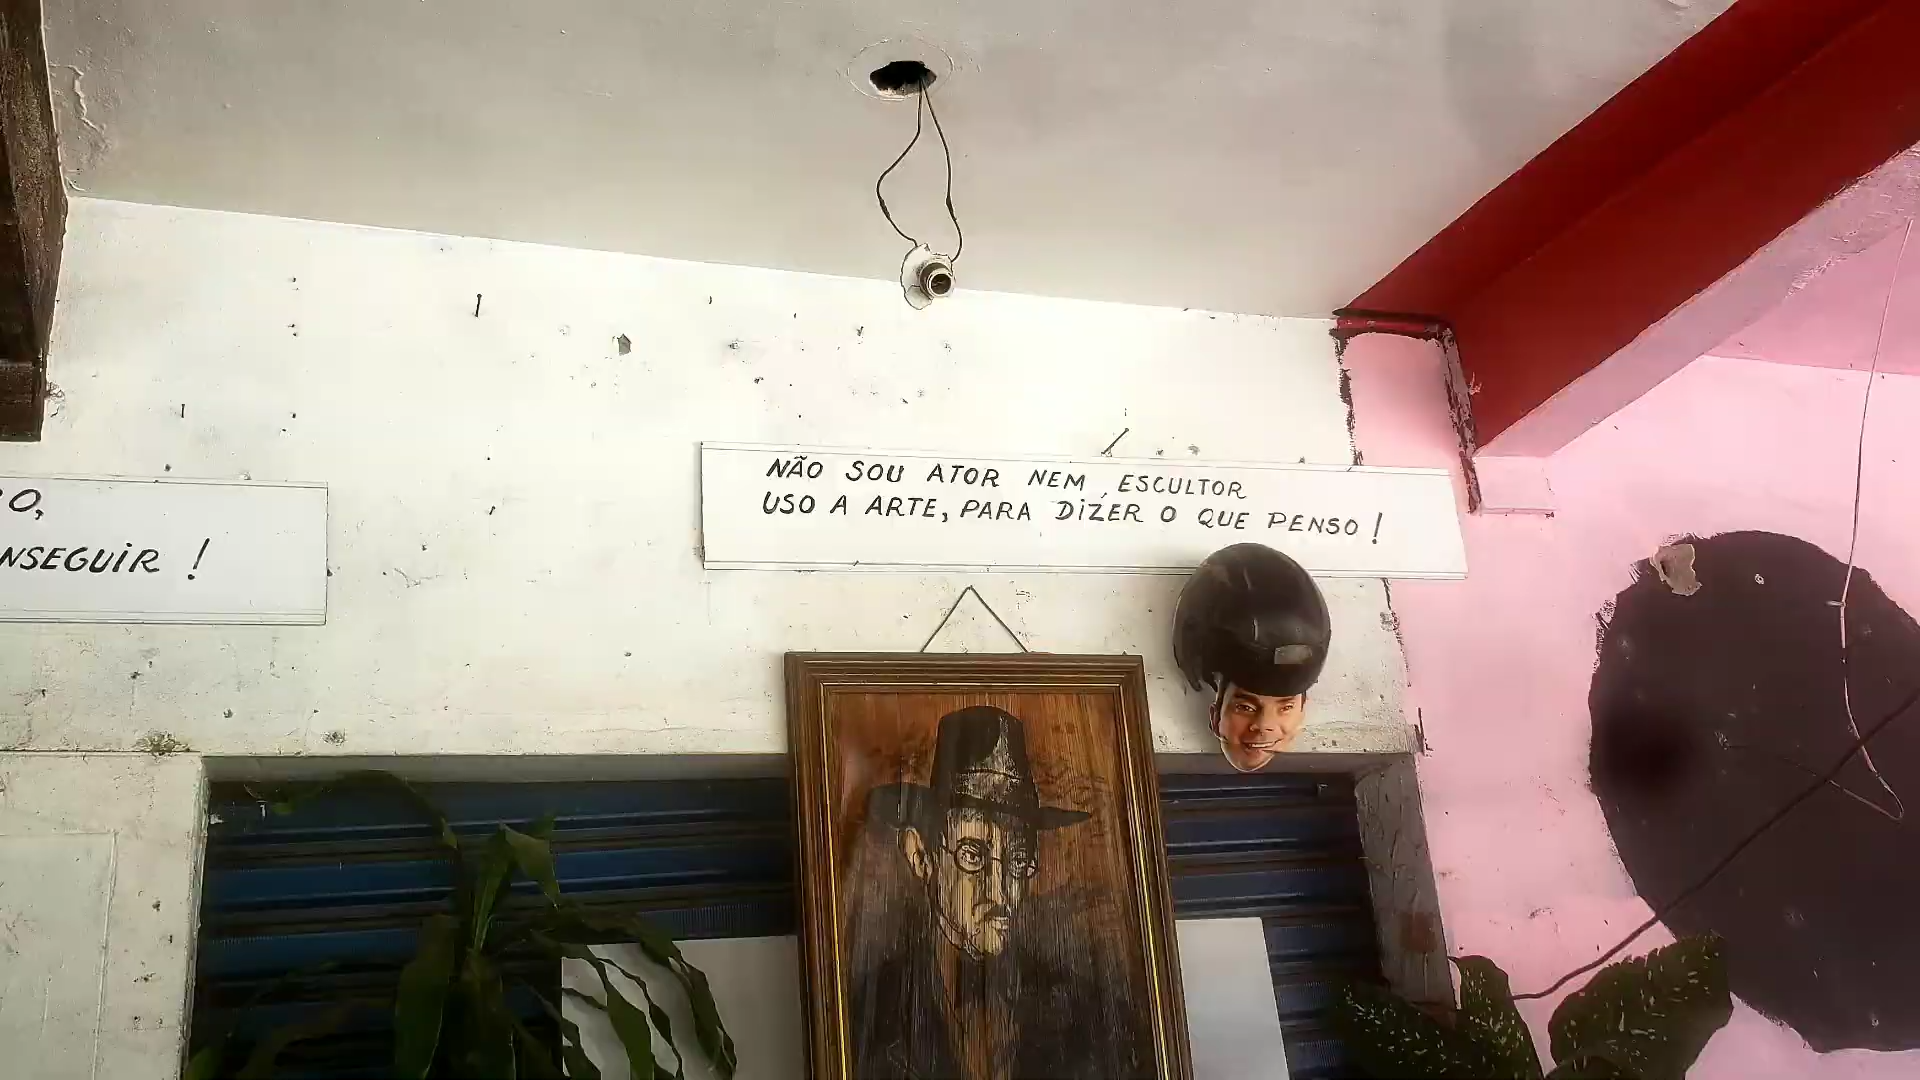 O,
NSEGUIR !
NÃO SOU ATOR NEM, ESCULTOR
USO A ARTE, PARA DIZER O QUE PENSO !